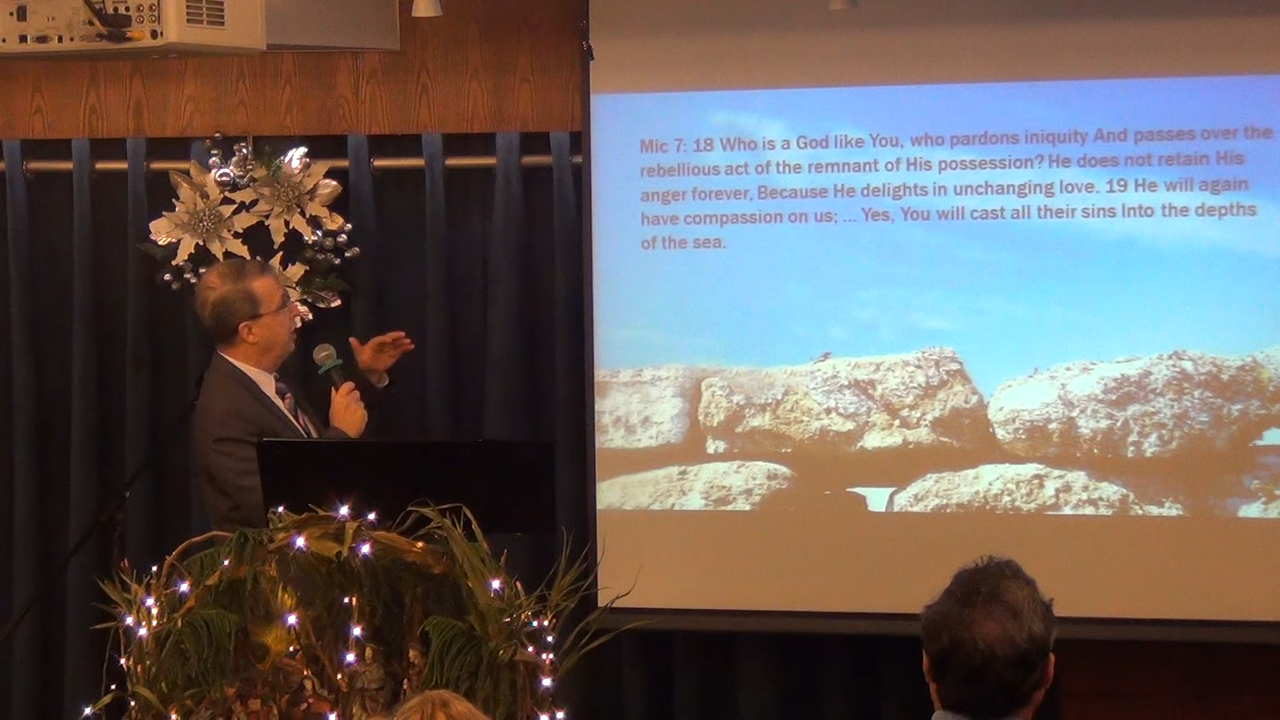 Mic 7: 18 Who is a God like You, who pardons iniquity And passes over the
rebellious act of the remnant of His possession? He does not retain His
anger forever, Because He delights in unchanging love. 19 He will again
have compassion on us; ... Yes, You will cast all their sins Into the depths
of the sea.